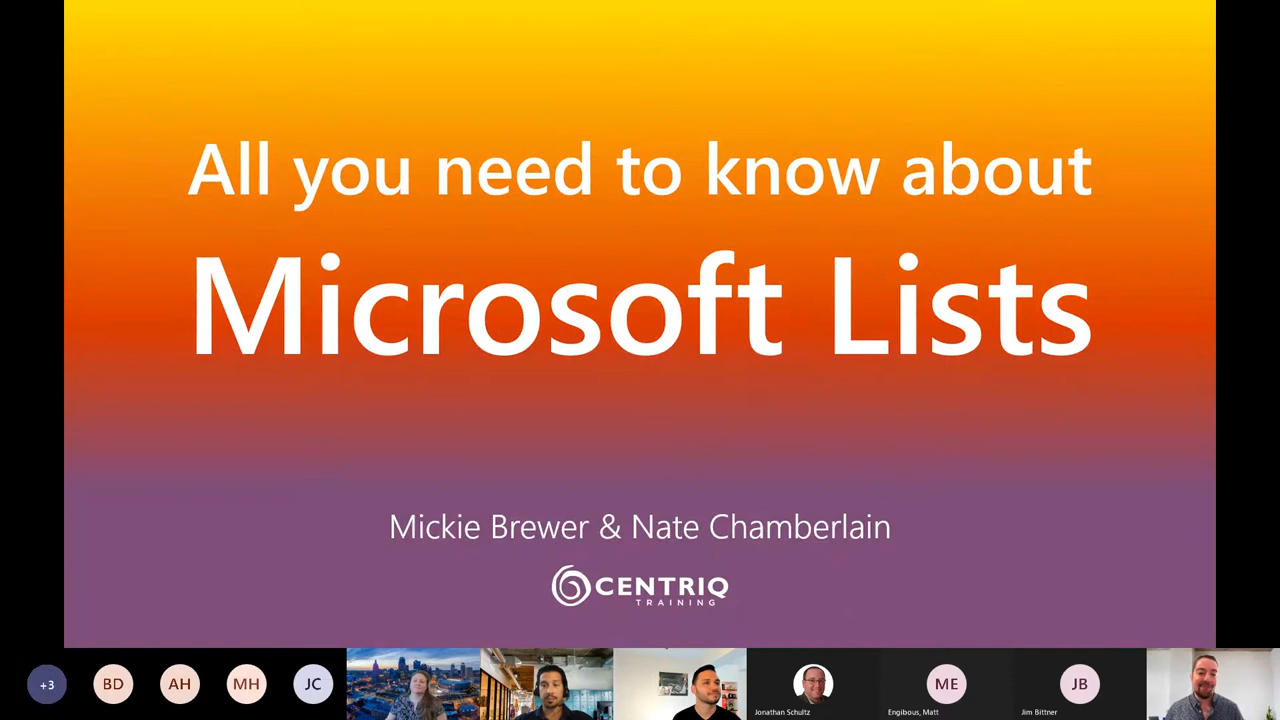 All you need to know about
Microsoft Lists
Mickie Brewer & Nate Chamberlain
CENTRIQ
TRAINING
+3
BD
AH
MH
JC
Jonathan Schultz
ME
Engibous, Matt
JB
Jim Bittner